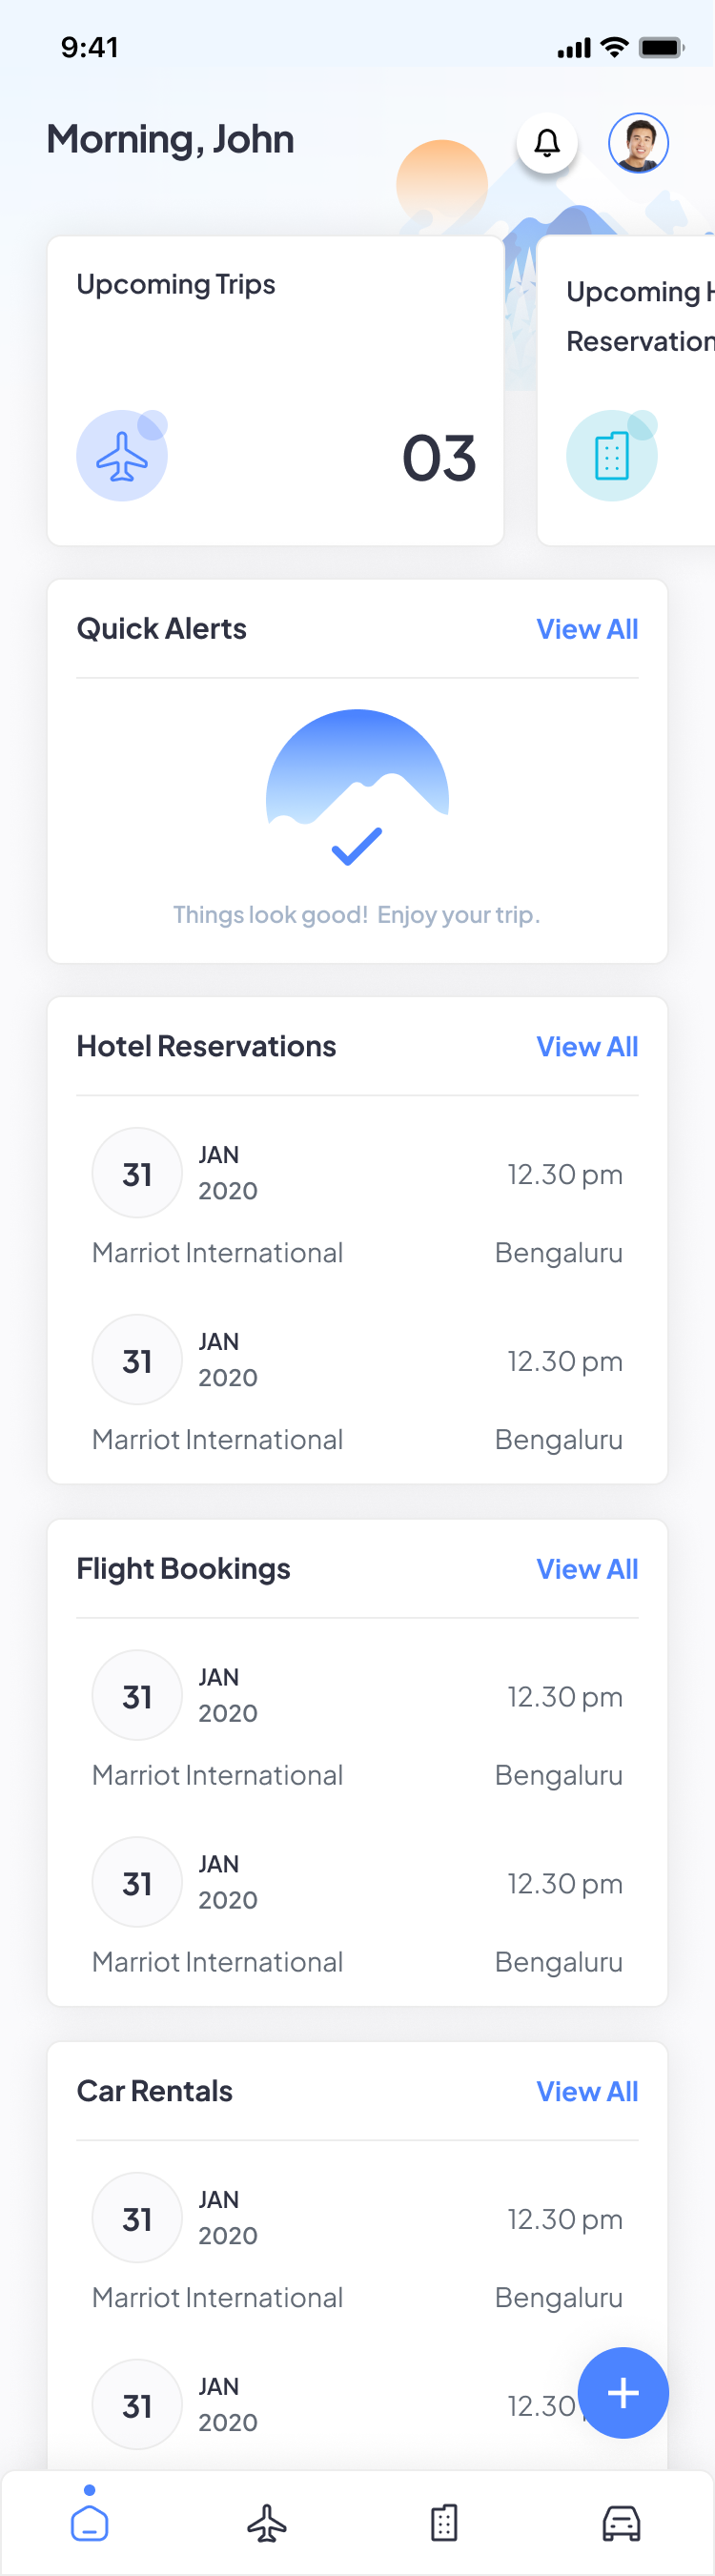 9:41
Morning, John
Upcoming Trips
03
Upcoming H
Reservation
Quick Alerts
View All
Things look good! Enjoy your trip.
Hotel Reservations
View All
31
JAN
2020
12.30 pm
Marriot International
Bengaluru
31
JAN
2020
12.30 pm
Marriot International
Bengaluru
Flight Bookings
View All
31
JAN
2020
12.30 pm
Marriot International
Bengaluru
31
JAN
2020
12.30 pm
Marriot International
Bengaluru
Car Rentals
View All
31
JAN
2020
12.30 pm
Marriot International
Bengaluru
31
JAN
2020
12.30